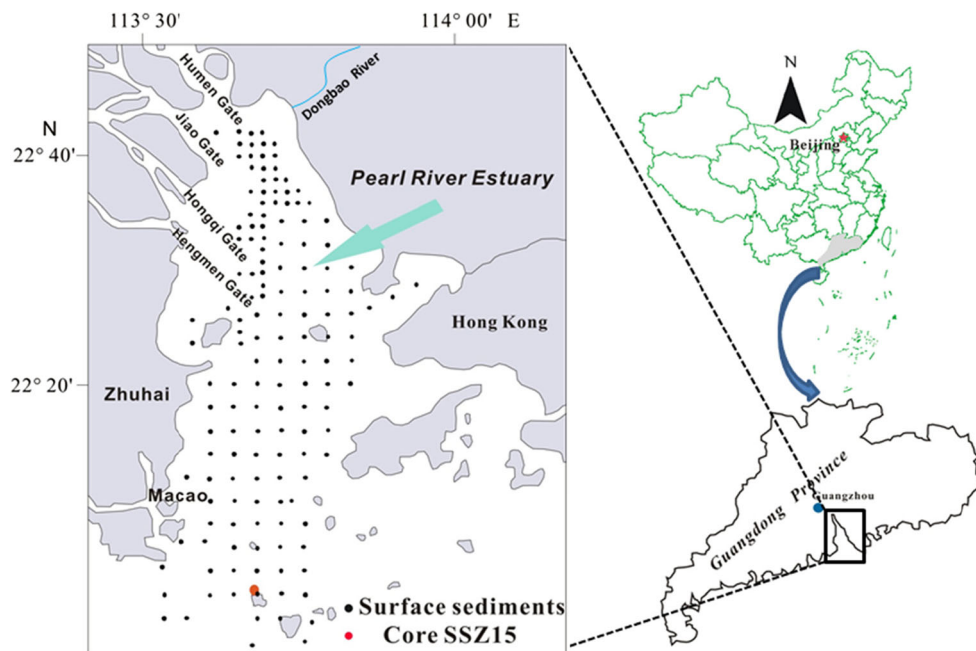 113° 30'
114° 00' E
N
22° 40'
22° 20'
Humen Gate
Jiao Gate
Hongqi Gate
Hengmen Gate
Dongbao River
Pearl River Estuary
Hong Kong
Zhuhai
Macao
Surface sediments
Core SSZ15
N
Beijing
Guangdong Province
Guangzhou